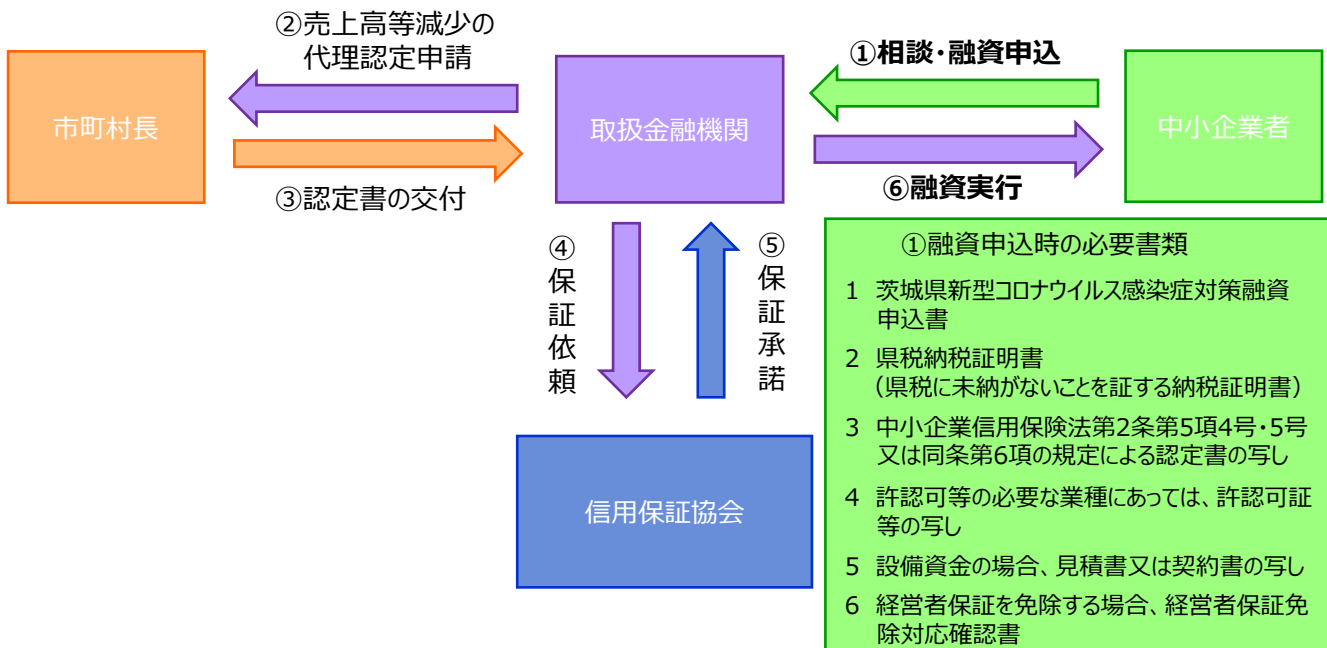 ②売上高等減少の
代理認定申請
①相談・融資申込
市町村長
取扱金融機関
中小企業者
③認定書の交付
⑥融資実行
④保証依頼
⑤保証承諾
信用保証協会
①融資申込時の必要書類
1 茨城県新型コロナウイルス感染症対策融資
申込書
2 県税納税証明書
（県税に未納がないことを証する納税証明書）
3 中小企業信用保険法第2条第5項4号・5号
又は同条第6項の規定による認定書の写し
4 許認可等の必要な業種にあっては、許認可証
等の写し
5 設備資金の場合、見積書又は契約書の写し
6 経営者保証を免除する場合、経営者保証免
除対応確認書